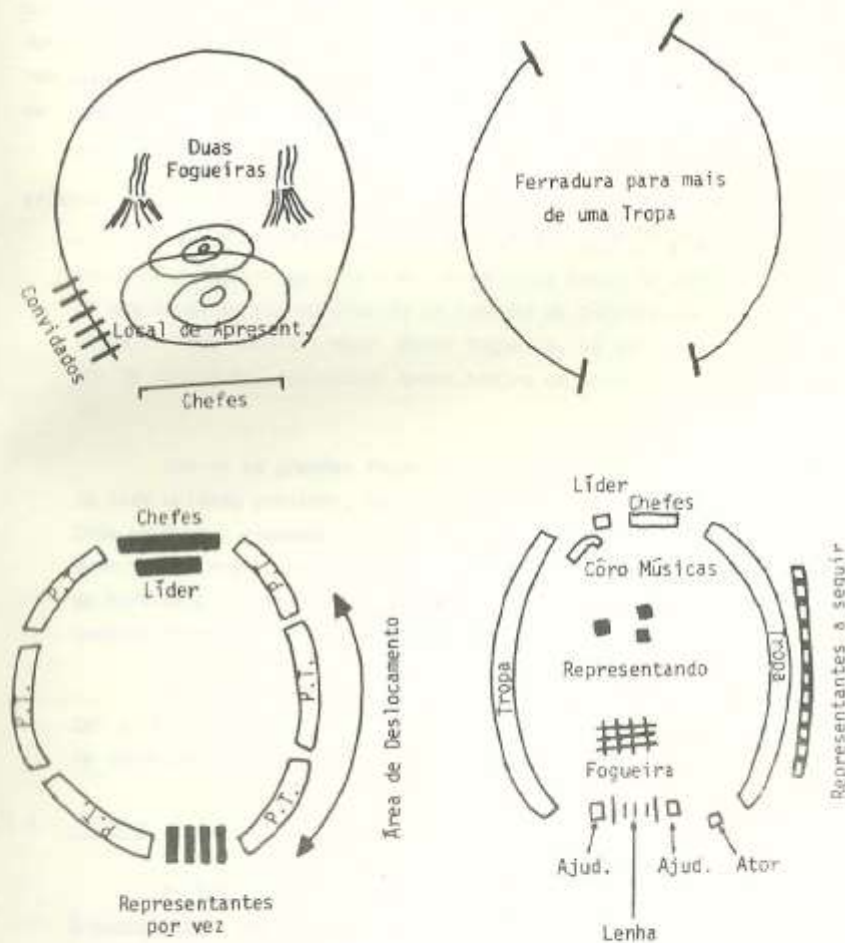 Duas
Fogueiras
Convidados
Local de Apresent.
Chefes
Ferradura para mais
de uma Tropa
Chefes
Líder
P.T.
P.T.
P.T.
P.T.
P.T.
P.T.
Área de Deslocamento
Representantes
por vez
Líder
Chefes
Côro Músicas
Representando
Tropa
Tropa
Representantes a seguir
Fogueira
Ajud.
Ajud.
Ator
Lenha